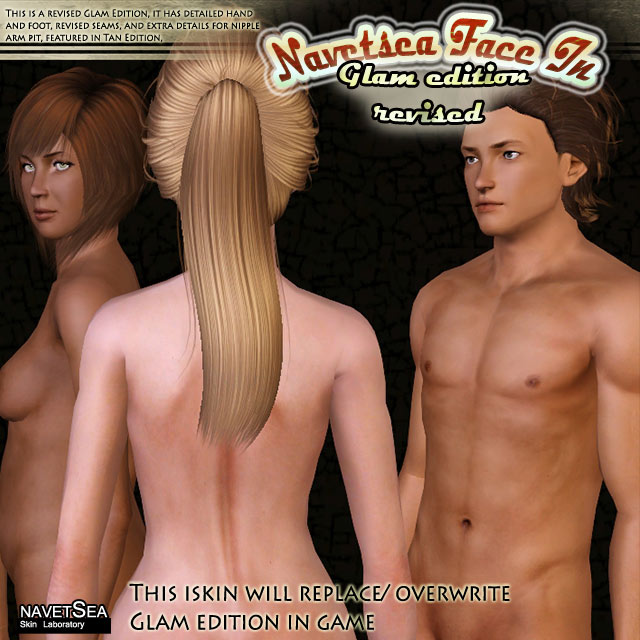 This is a revised Glam Edition, it has detailed hand
and foot, revised seams, and extra details for nipple
arm pit, featured in Tan Edition.
Navetsea Face In
Glam edition
revised
This iskin will replace/ overwrite
Glam edition in game
NAVETSEA
Skin Laboratory